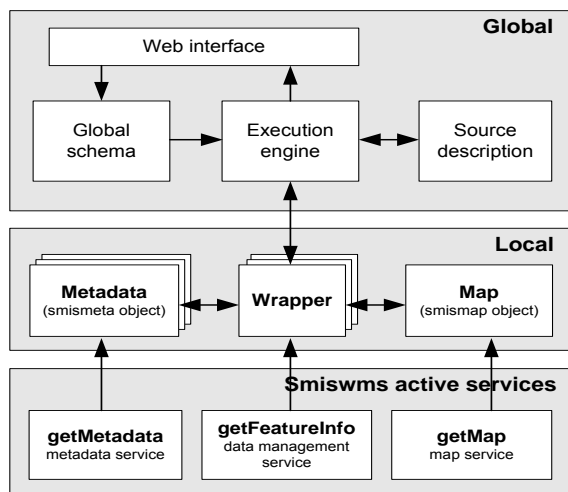 Global
Web interface
Global
schema
Execution
engine
Source
description
Local
Metadata
(smismeta object)
Wrapper
Map
(smismap object)
Smiswms active services
getMetadata
metadata service
getFeatureInfo
data management
service
getMap
map service